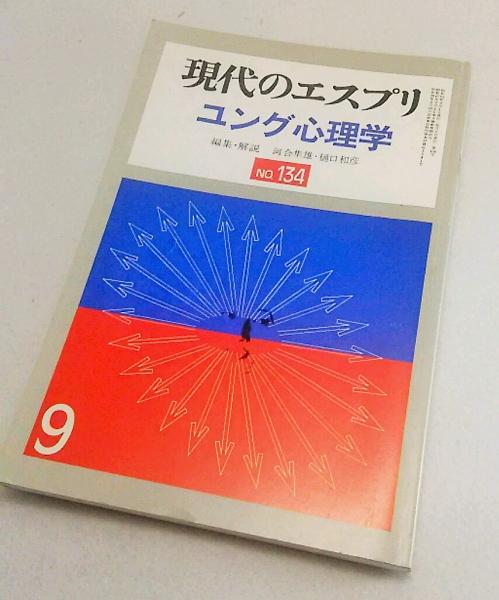 現代のエスプリ
ユング心理学
編集・解説 河合隼雄・樋口和彦
NO. 134
9